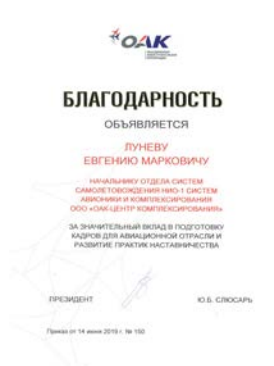 ОАК
БЛАГОДАРНОСТЬ
ОБЪЯВЛЯЕТСЯ
ЛУНЕВУ
ЕВГЕНИЮ МАРКОВИЧУ
НАЧАЛЬНИКУ ОТДЕЛА СИСТЕМ
САМОЛЕТОВОЖДЕНИЯ НИО-1 СИСТЕМ
АВИОНИКИ И КОМПЛЕКСИРОВАНИЯ
ООО «ОАК-ЦЕНТР КОМПЛЕКСИРОВАНИЯ»
ЗА ЗНАЧИТЕЛЬНЫЙ ВКЛАД В ПОДГОТОВКУ
КАДРОВ ДЛЯ АВИАЦИОННОЙ ОТРАСЛИ И
РАЗВИТИЕ ПРАКТИК НАСТАВНИЧЕСТВА
ПРЕЗИДЕНТ Ю.Б. СЛЮСАРЬ
Приказ от 14 июня 2019 г. № 150